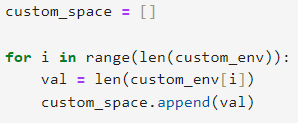 custom_space = []

for i in range(len(custom_env)):
    val = len(custom_env[i])
    custom_space.append(val)